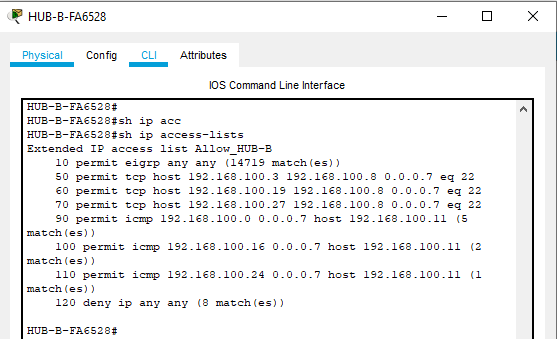 HUB-B-FA6528
Physical Config CLI Attributes
IOS Command Line Interface
HUB-B-FA6528#
HUB-B-FA6528#sh ip acc
HUB-B-FA6528#sh ip access-lists
Extended IP access list Allow_HUB-B
10 permit eigrp any any (14719 match(es))
50 permit tcp host 192.168.100.3 192.168.100.8 0.0.0.7 eq 22
60 permit tcp host 192.168.100.19 192.168.100.8 0.0.0.7 eq 22
70 permit tcp host 192.168.100.27 192.168.100.8 0.0.0.7 eq 22
90 permit icmp 192.168.100.0 0.0.0.7 host 192.168.100.11 (5
match(es))
100 permit icmp 192.168.100.16 0.0.0.7 host 192.168.100.11 (2
match(es))
110 permit icmp 192.168.100.24 0.0.0.7 host 192.168.100.11 (1
match(es))
120 deny ip any any (8 match(es))
HUB-B-FA6528#